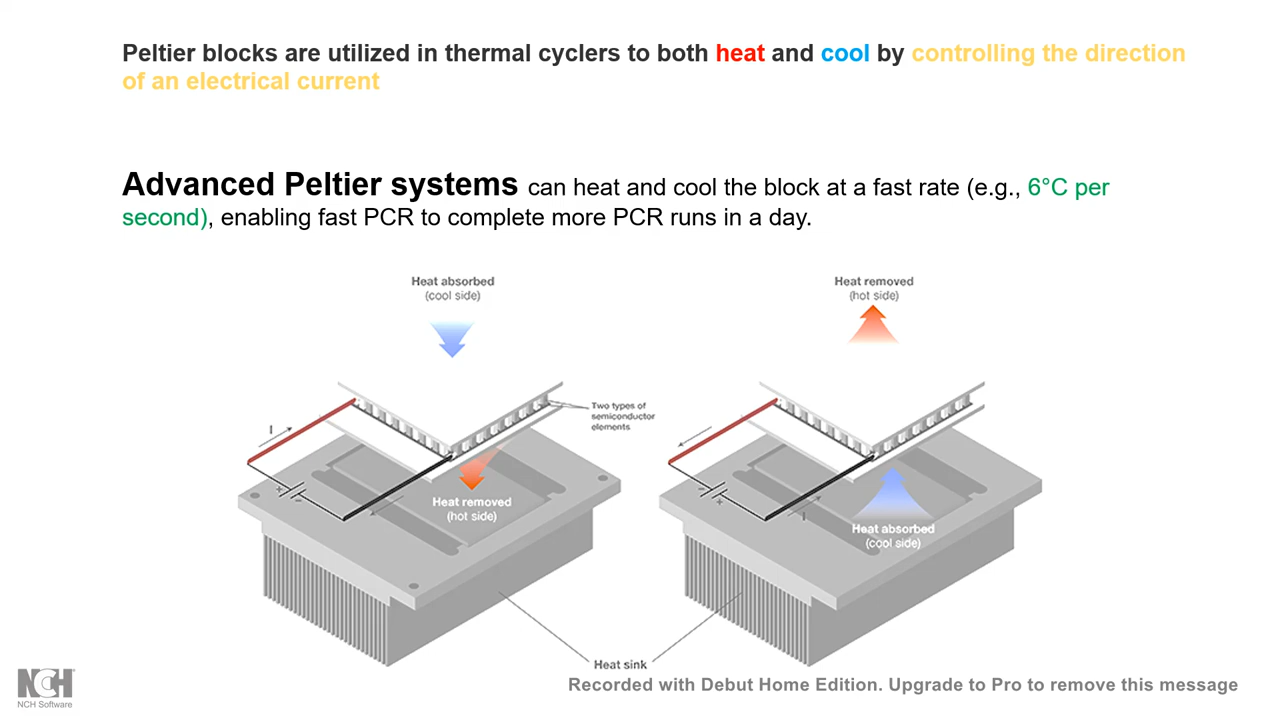 Peltier blocks are utilized in thermal cyclers to both heat and cool by controlling the direction
of an electrical current
Advanced Peltier systems can heat and cool the block at a fast rate (e.g., 6°C per
second), enabling fast PCR to complete more PCR runs in a day.
Heat absorbed
(cool side)
Heat removed
(hot side)
Two types of
semiconductor
elements
I
+
-
Heat removed
(hot side)
-
+
I
Heat absorbed
(cool side)
Heat sink
NCH
NCH Software
Recorded with Debut Home Edition. Upgrade to Pro to remove this message